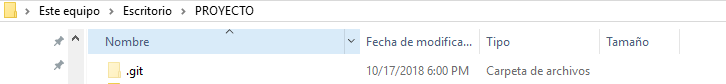 Este equipo > Escritorio > PROYECTO
Nombre Fecha de modifica... Tipo Tamaño
.git 10/17/2018 6:00 PM Carpeta de archivos